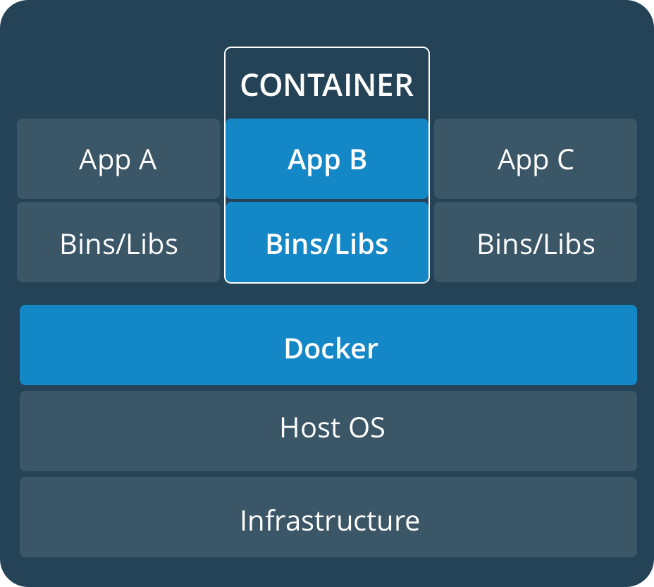 CONTAINER
App A
App B
App C
Bins/Libs
Bins/Libs
Bins/Libs
Docker
Host OS
Infrastructure